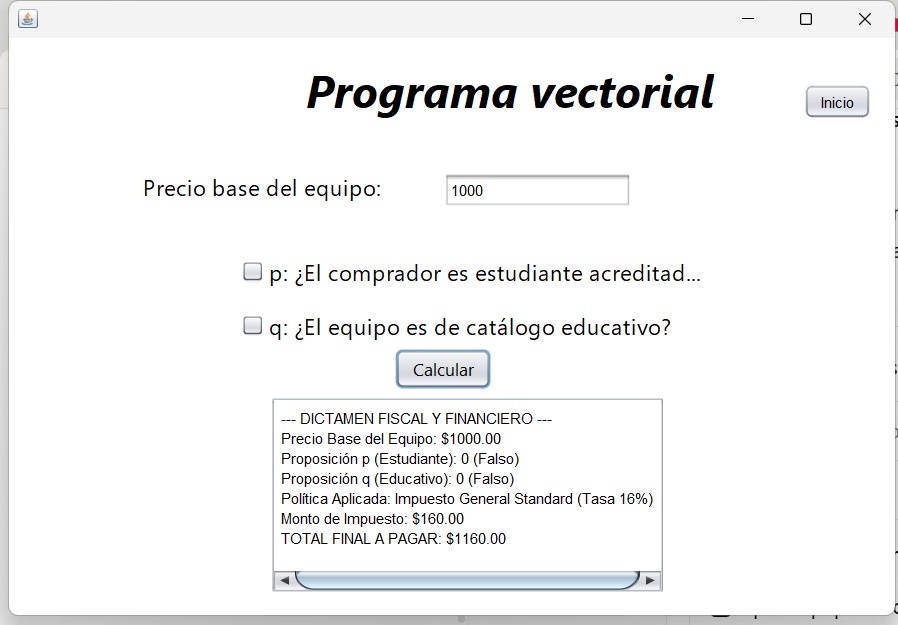 Programa vectorial
Inicio
Precio base del equipo:
1000
p: ¿El comprador es estudiante acreditad...
q: ¿El equipo es de catálogo educativo?
Calcular
--- DICTAMEN FISCAL Y FINANCIERO ---
Precio Base del Equipo: $1000.00
Proposición p (Estudiante): 0 (Falso)
Proposición q (Educativo): 0 (Falso)
Política Aplicada: Impuesto General Standard (Tasa 16%)
Monto de Impuesto: $160.00
TOTAL FINAL A PAGAR: $1160.00